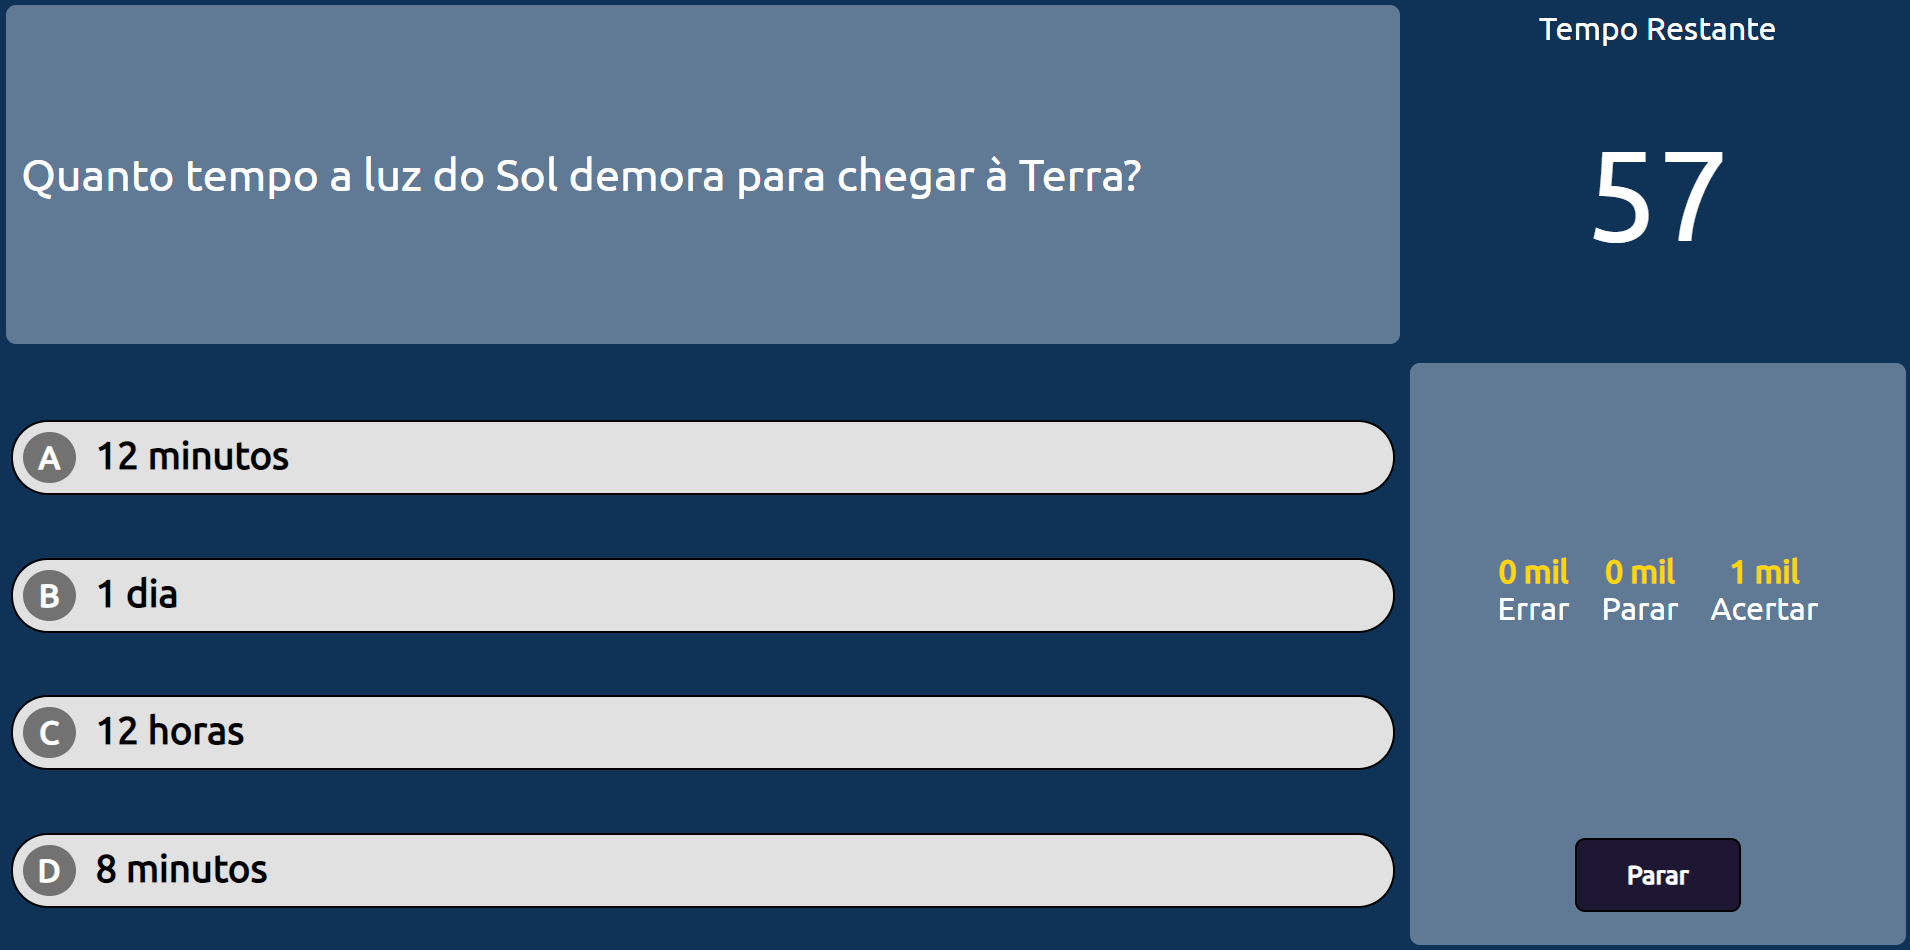 Quanto tempo a luz do Sol demora para chegar à Terra?
Tempo Restante
57
A 12 minutos
B 1 dia
C 12 horas
D 8 minutos
0 mil 0 mil 1 mil
Errar Parar Acertar
Parar